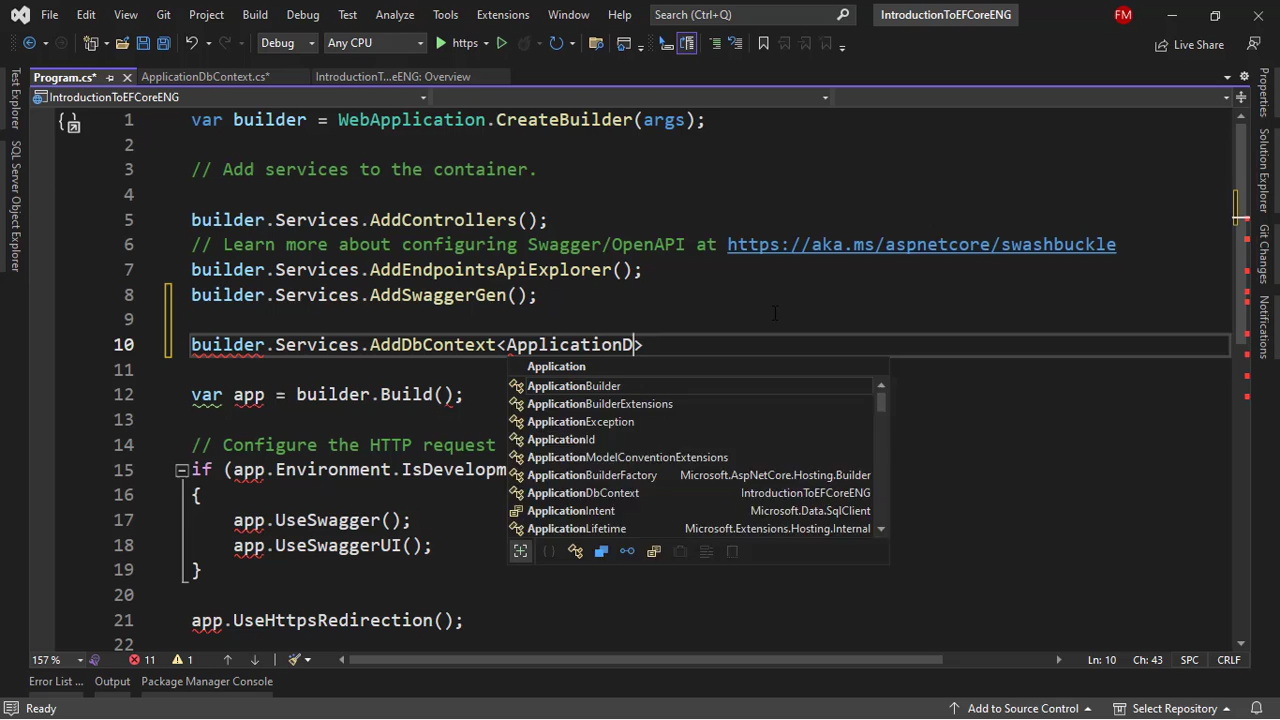 File Edit View Git Project Build Debug Test Analyze Tools Extensions Window Help Search (Ctrl+Q) IntroductionToEFCoreENG FM
Debug Any CPU https Live Share
Program.cs* ApplicationDbContext.cs* IntroductionT...eENG: Overview
IntroductionToEFCoreENG
1 var builder = WebApplication.CreateBuilder(args);
2
3 // Add services to the container.
4
5 builder.Services.AddControllers();
6 // Learn more about configuring Swagger/OpenAPI at https://aka.ms/aspnetcore/swashbuckle
7 builder.Services.AddEndpointsApiExplorer();
8 builder.Services.AddSwaggerGen();
9
10 builder.Services.AddDbContext<ApplicationD>
11
12 var app = builder.Build();
13
14 // Configure the HTTP request
15 if (app.Environment.IsDevelopm
16 {
17 app.UseSwagger();
18 app.UseSwaggerUI();
19 }
20
21 app.UseHttpsRedirection();
22
Application
ApplicationBuilder
ApplicationBuilderExtensions
ApplicationException
ApplicationId
ApplicationModelConventionExtensions
ApplicationBuilderFactory Microsoft.AspNetCore.Hosting.Builder
ApplicationDbContext IntroductionToEFCoreENG
ApplicationIntent Microsoft.Data.SqlClient
ApplicationLifetime Microsoft.Extensions.Hosting.Internal
Test Explorer
SQL Server Object Explorer
Properties
Solution Explorer
Git Changes
Notifications
157 % 11 1 Ln: 10 Ch: 43 SPC CRLF
Error List ... Output Package Manager Console
Ready Add to Source Control Select Repository